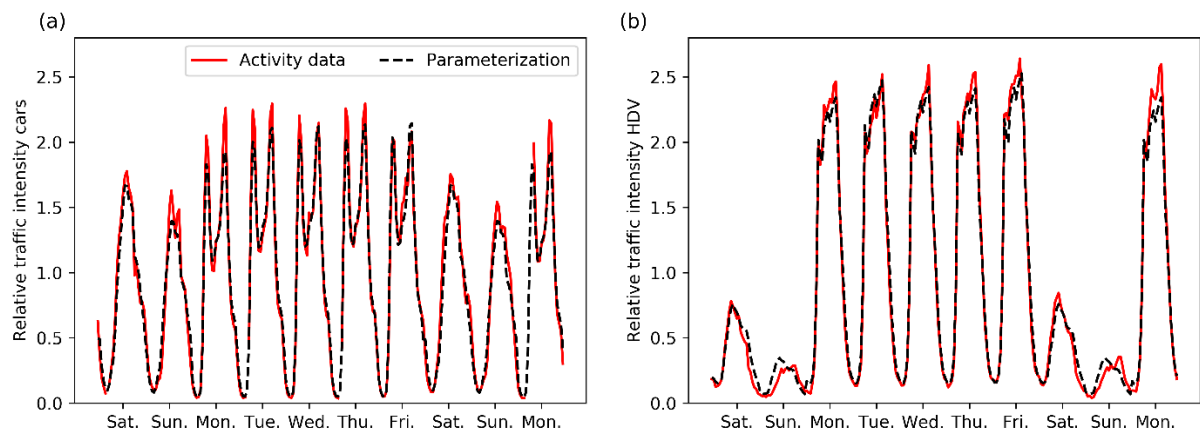 (a)
Activity data
Parameterization
Relative traffic intensity cars
2.5
2.0
1.5
1.0
0.5
0.0
Sat. Sun. Mon. Tue. Wed. Thu. Fri. Sat. Sun. Mon.
(b)
Relative traffic intensity HDV
2.5
2.0
1.5
1.0
0.5
0.0
Sat. Sun. Mon. Tue. Wed. Thu. Fri. Sat. Sun. Mon.